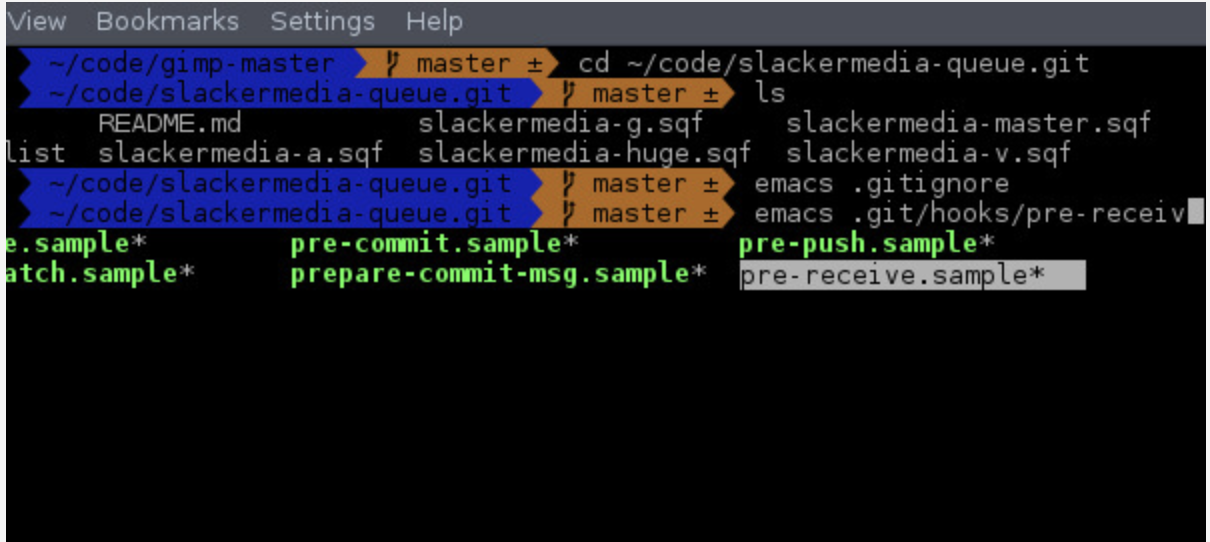 View Bookmarks Settings Help
~/code/gimp-master master ± cd ~/code/slackermedia-queue.git
~/code/slackermedia-queue.git master ± ls
README.md slackermedia-g.sqf slackermedia-master.sqf
list slackermedia-a.sqf slackermedia-huge.sqf slackermedia-v.sqf
~/code/slackermedia-queue.git master ± emacs .gitignore
~/code/slackermedia-queue.git master ± emacs .git/hooks/pre-receiv
e.sample* pre-commit.sample* pre-push.sample*
atch.sample* prepare-commit-msg.sample* pre-receive.sample*